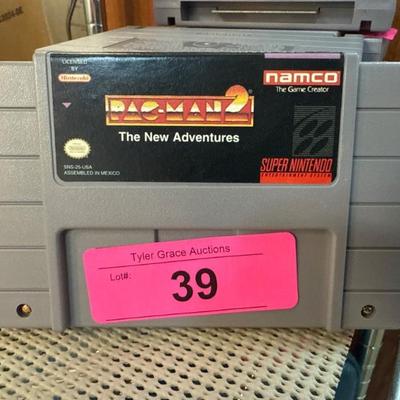 LICENSED
BY
Nintendo
PAC-MAN 2
The New Adventures
namco
The Game Creator
SNS-25-USA
ASSEMBLED IN MEXICO
SUPER NINTENDO
ENTERTAINMENT SYSTEM
Tyler Grace Auctions
Lot#:
39